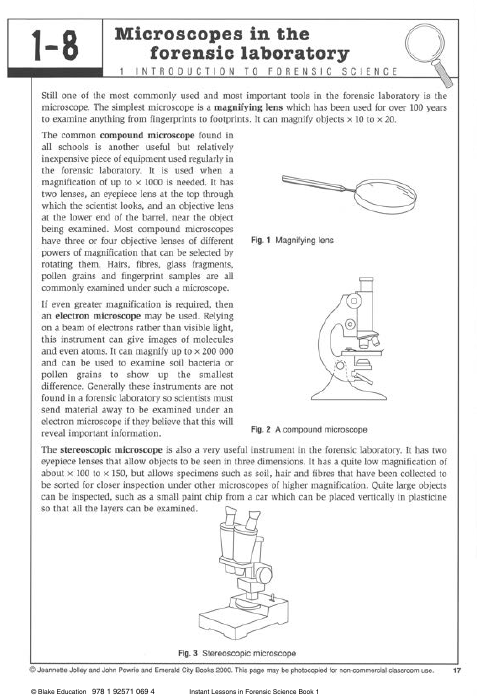 1-8
Microscopes in the
forensic laboratory
1 INTRODUCTION TO FORENSIC SCIENCE
Still one of the most commonly used and most important tools in the forensic laboratory is the
microscope. The simplest microscope is a magnifying lens which has been used for over 100 years
to examine anything from fingerprints to footprints. It can magnify objects × 10 to × 20.
The common compound microscope found in
all schools is another useful but relatively
inexpensive piece of equipment used regularly in
the forensic laboratory. It is used when a
magnification of up to × 1000 is needed. It has
two lenses, an eyepiece lens at the top through
which the scientist looks, and an objective lens
at the lower end of the barrel, near the object
being examined. Most compound microscopes
have three or four objective lenses of different
powers of magnification that can be selected by
rotating them. Hairs, fibres, glass fragments,
pollen grains and fingerprint samples are all
commonly examined under such a microscope.
Fig. 1 Magnifying lens
If even greater magnification is required, then
an electron microscope may be used. Relying
on a beam of electrons rather than visible light,
this instrument can give images of molecules
and even atoms. It can magnify up to × 200 000
and can be used to examine soil bacteria or
pollen grains to show up the smallest
difference. Generally these instruments are not
found in a forensic laboratory so scientists must
send material away to be examined under an
electron microscope if they believe that this will
reveal important information.
Fig. 2 A compound microscope
The stereoscopic microscope is also a very useful instrument in the forensic laboratory. It has two
eyepiece lenses that allow objects to be seen in three dimensions. It has a quite low magnification of
about × 100 to × 150, but allows specimens such as soil, hair and fibres that have been collected to
be sorted for closer inspection under other microscopes of higher magnification. Quite large objects
can be inspected, such as a small paint chip from a car which can be placed vertically in plasticine
so that all the layers can be examined.
Fig. 3 Stereoscopic microscope
© Jeannette Jolley and John Powrie and Emerald City Books 2000. This page may be photocopied for non-commercial classroom use. 17
© Blake Education 978 1 92571 069 4 Instant Lessons in Forensic Science Book 1